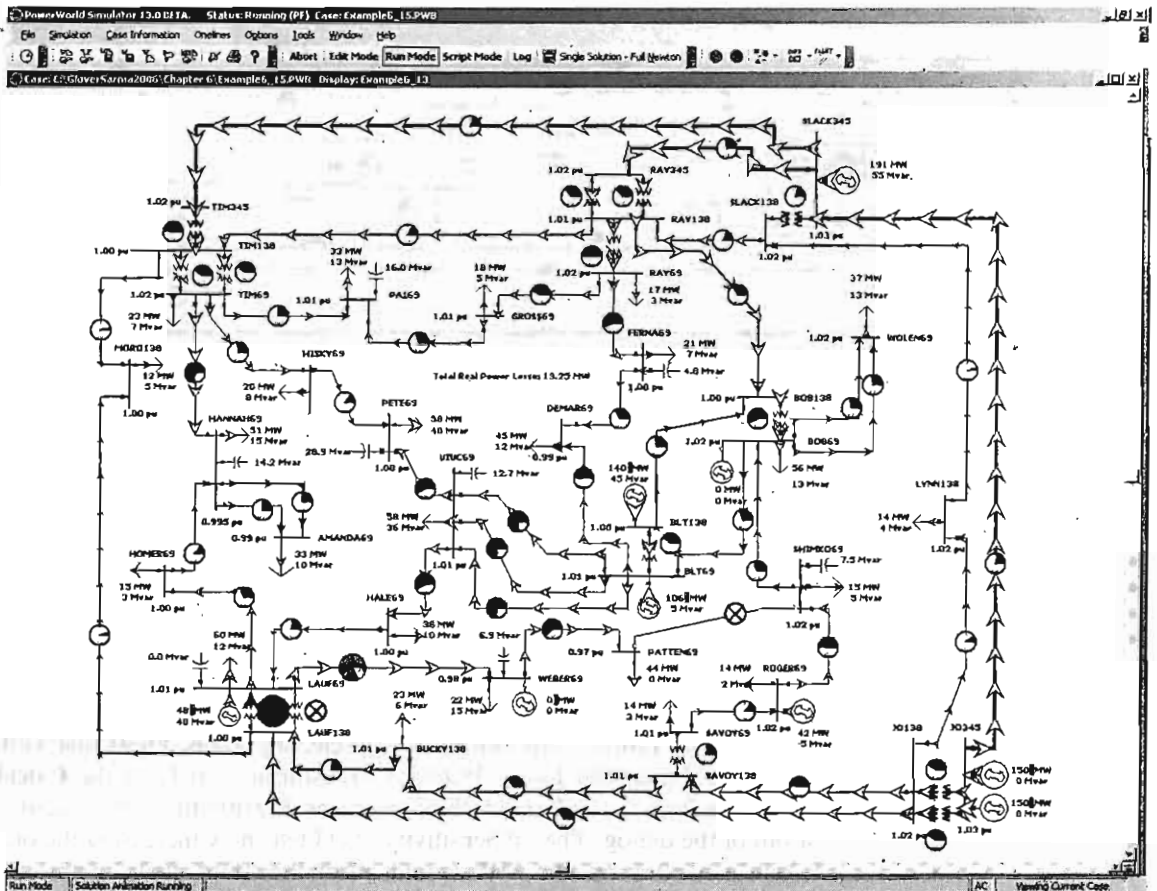 PowerWorld Simulator 13.0 BETA. Status: Running (PF) Case: Example6_15.PWB
File Simulation Case Information Onelines Options Tools Window Help
Abort Edit Mode Run Mode Script Mode Log Single Solution - Full Newton
Case: C:\GloverSarma2006\Chapter 6\Example6_15.PWB Display: Example6_13
SLACK345
191 MW
55 Mvar
1.02 pu
RAY345
SLACK138
1.02 pu
TIM345
1.01 pu
RAY138
1.03 pu
1.02 pu
1.00 pu
TIM138
33 MW
13 Mvar
16.0 Mvar
18 MW
5 Mvar
1.02 pu
RAY69
17 MW
3 Mvar
37 MW
13 Mvar
1.02 pu
TIM69
23 MW
7 Mvar
1.01 pu
PAI69
1.01 pu
GROSS69
FERNA69
21 MW
7 Mvar
4.8 Mvar
1.00 pu
1.02 pu
WOLEN69
MORO138
12 MW
5 Mvar
1.00 pu
HISKY69
20 MW
8 Mvar
Total Real Power Losses 13.25 MW
PETE69
58 MW
40 Mvar
28.9 Mvar
1.00 pu
DEMAR69
45 MW
12 Mvar
0.99 pu
1.00 pu
BOB138
1.02 pu
BOB69
56 MW
13 Mvar
0 MW
0 Mvar
HANNAH69
51 MW
15 Mvar
14.2 Mvar
0.995 pu
UIUC69
12.7 Mvar
58 MW
36 Mvar
1.01 pu
140 MW
45 Mvar
1.00 pu
BLT138
LYNN138
14 MW
4 Mvar
1.02 pu
0.99 pu
AMANDA69
33 MW
10 Mvar
HOMER69
15 MW
3 Mvar
1.00 pu
1.01 pu
BLT69
106 MW
5 Mvar
SHIMKO69
7.5 Mvar
15 MW
5 Mvar
1.02 pu
HALE69
36 MW
10 Mvar
1.00 pu
60 MW
12 Mvar
0.0 Mvar
1.01 pu
LAUF69
6.9 Mvar
0.98 pu
WEBER69
22 MW
15 Mvar
0 MW
0 Mvar
0.97 pu
PATTEN69
44 MW
0 Mvar
14 MW
2 Mvar
ROGER69
1.02 pu
42 MW
14 MW
3 Mvar
1.01 pu
SAVOY69
48 MW
40 Mvar
1.00 pu
LAUF138
23 MW
6 Mvar
1.01 pu
BUCKY138
1.01 pu
SAVOY138
JO138
JO345
150 MW
0 Mvar
150 MW
0 Mvar
1.02 pu
1.03 pu
Run Mode Solution Animation Running AC Viewing Current Case